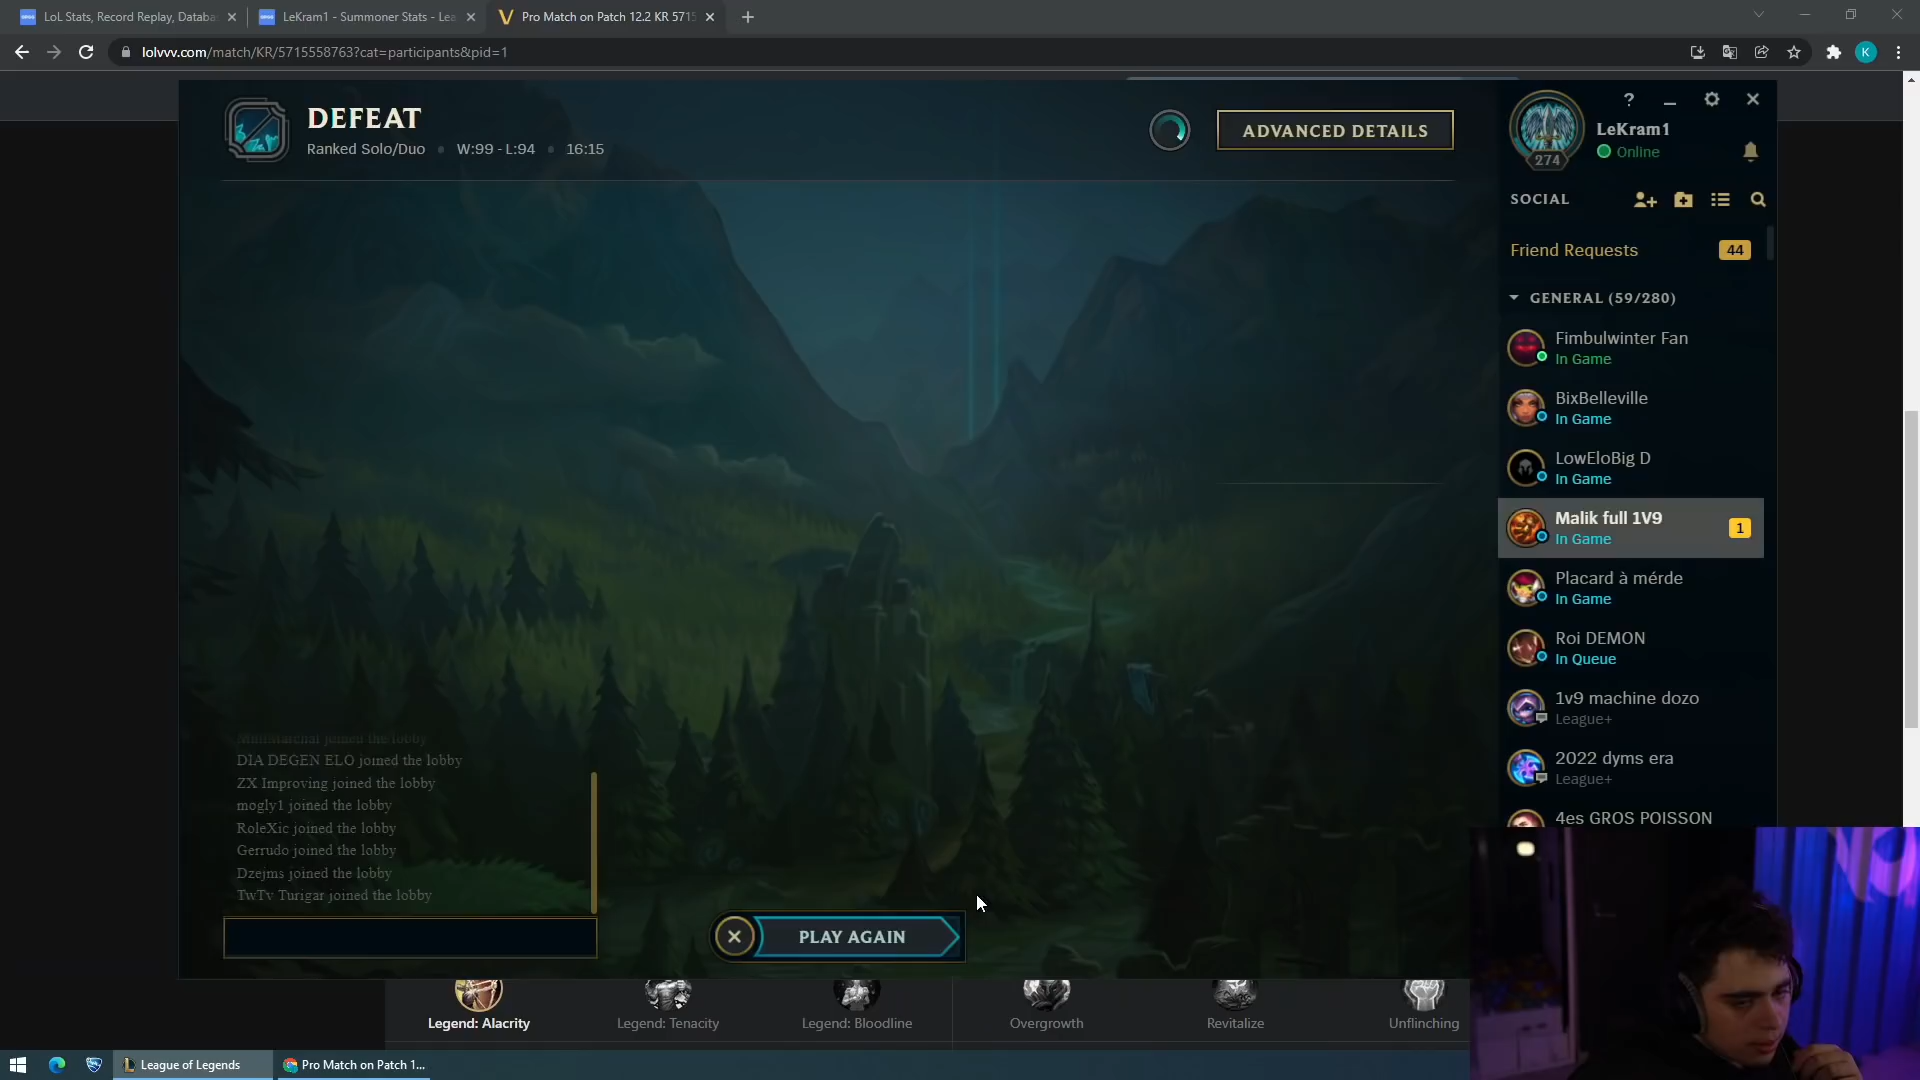 LoL Stats, Record Replay, Databa
LeKram1 - Summoner Stats - Lea
Pro Match on Patch 12.2 KR 5715
lolvvv.com/match/KR/5715558763?cat=participants&pid=1
K
DEFEAT
Ranked Solo/Duo • W:99 - L:94 • 16:15
ADVANCED DETAILS
274
LeKram1
Online
?
SOCIAL
Friend Requests
44
GENERAL (59/280)
Fimbulwinter Fan
In Game
BixBelleville
In Game
LowEloBig D
In Game
Malik full 1V9
In Game
1
Placard à mérde
In Game
Roi DEMON
In Queue
1v9 machine dozo
League+
2022 dyms era
League+
4es GROS POISSON
joined the lobby
DIA DEGEN ELO joined the lobby
ZX Improving joined the lobby
mogly1 joined the lobby
RoleXic joined the lobby
Gerrudo joined the lobby
Dzejms joined the lobby
TwTv Turigar joined the lobby
PLAY AGAIN
Legend: Alacrity
Legend: Tenacity
Legend: Bloodline
Overgrowth
Revitalize
Unflinching
League of Legends
Pro Match on Patch 1...